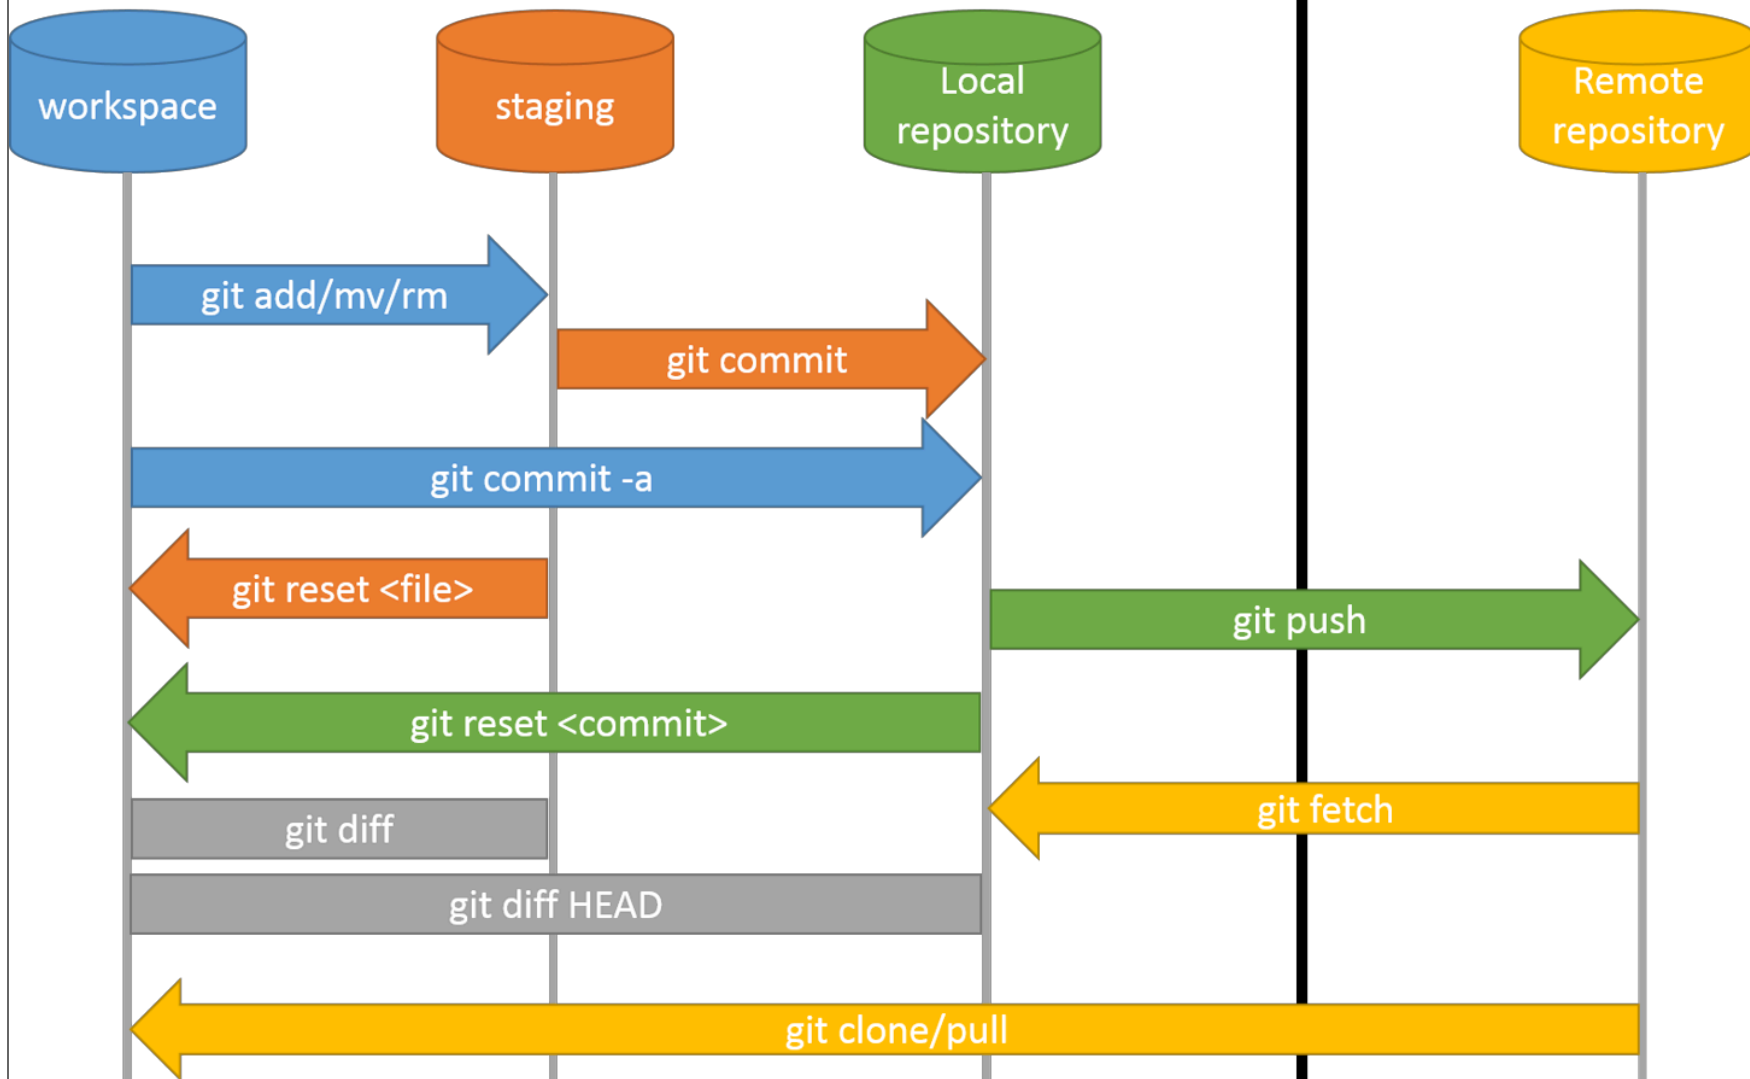 workspace
staging
Local
repository
Remote
repository
git add/mv/rm
git commit
git commit -a
git reset <file>
git push
git reset <commit>
git fetch
git diff
git diff HEAD
git clone/pull